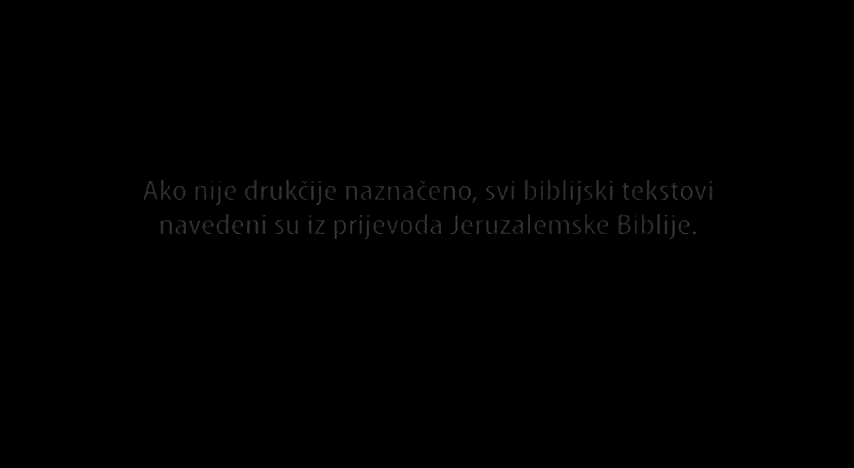 Ako nije drukčije naznačeno, svi biblijski tekstovi
navedeni su iz prijevoda Jeruzalemske Biblije.